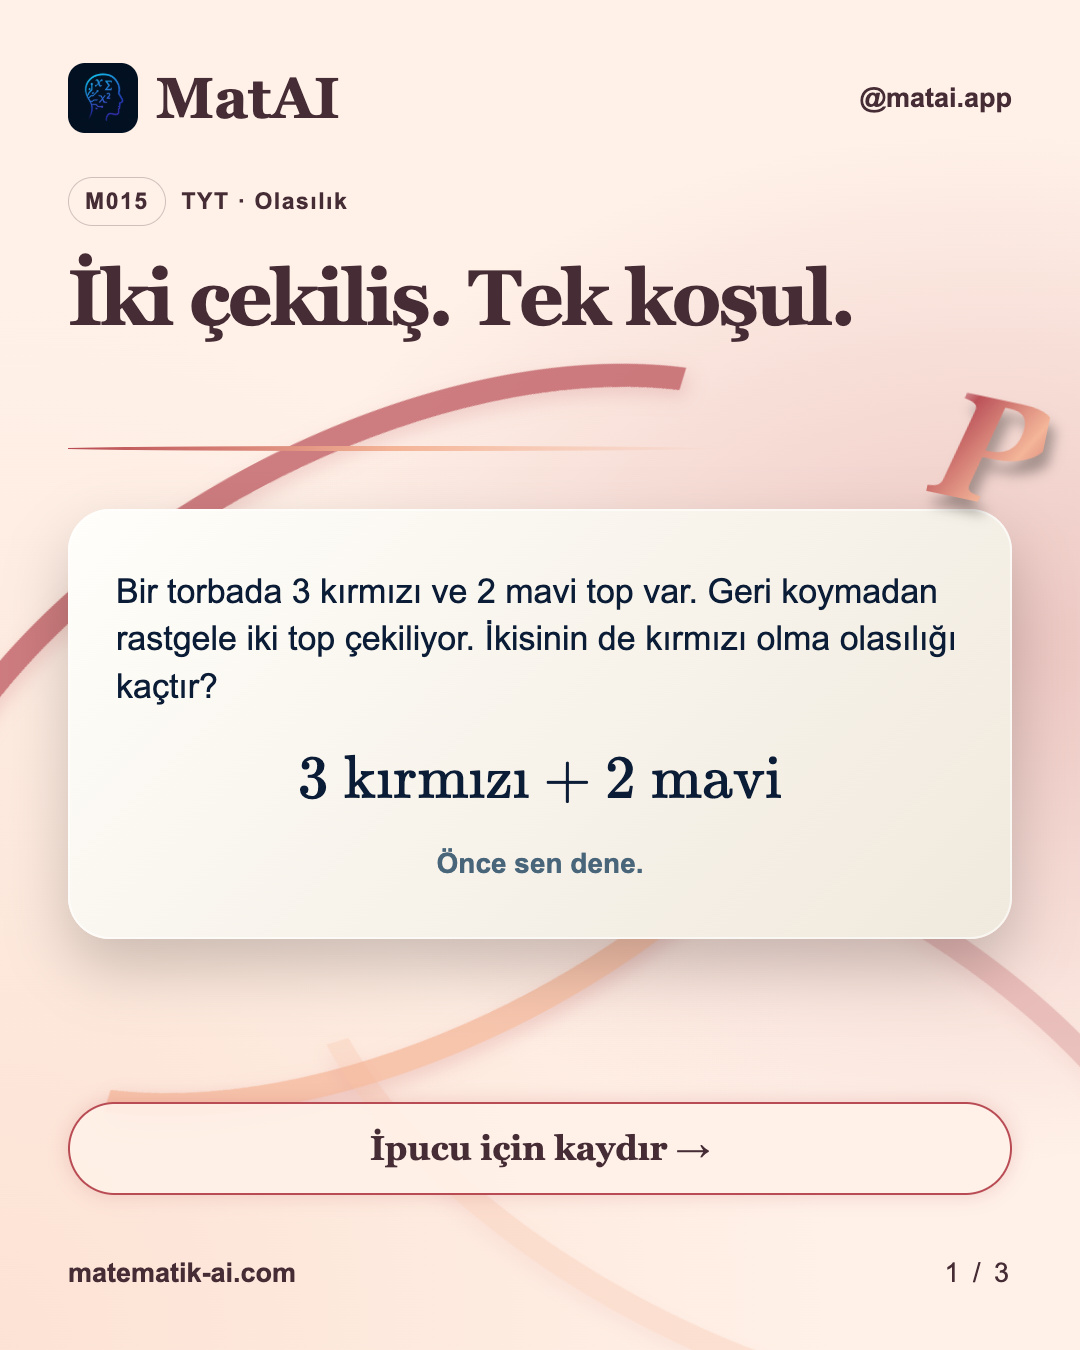 MatAI
@matai.app
M015 TYT · Olasılık
İki çekiliş. Tek koşul.
P
Bir torbada 3 kırmızı ve 2 mavi top var. Geri koymadan
rastgele iki top çekiliyor. İkisinin de kırmızı olma olasılığı
kaçtır?
3 kırmızı + 2 mavi
Önce sen dene.
İpucu için kaydır →
matematik-ai.com
1 / 3